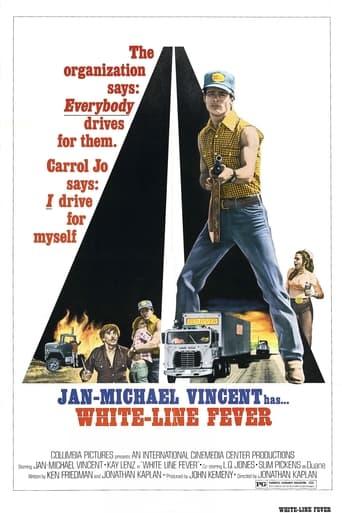 The
organization
says:
Everybody
drives
for them.
Carrol Jo
says:
I drive
for
myself
JAN-MICHAEL VINCENT has...
WHITE-LINE FEVER
COLUMBIA PICTURES presents AN INTERNATIONAL CINEMEDIA CENTER PRODUCTIONS
Starring JAN-MICHAEL VINCENT • KAY LENZ in "WHITE LINE FEVER" Co-starring L.Q. JONES • SLIM PICKENS as Duane
Written by KEN FRIEDMAN and JONATHAN KAPLAN • Produced by JOHN KEMENY • Directed by JONATHAN KAPLAN
PG
WHITE-LINE FEVER